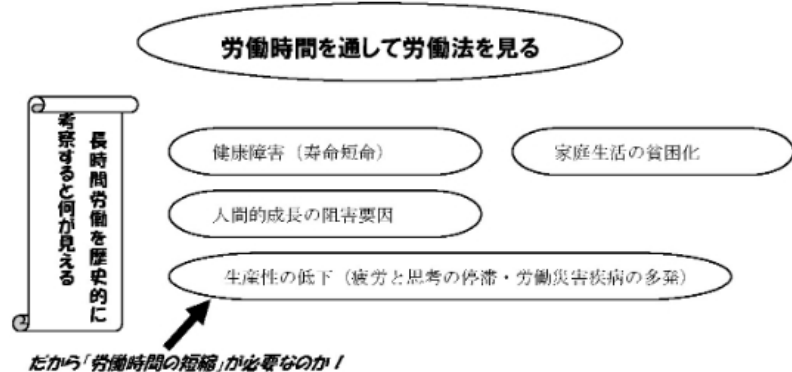 労働時間を通して労働法を見る
長時間労働を歴史的に
考察すると何が見える
健康障害（寿命短命）
家庭生活の貧困化
人間的成長の阻害要因
生産性の低下（疲労と思考の停滞・労働災害疾病の多発）
だから「労働時間の短縮」が必要なのか！